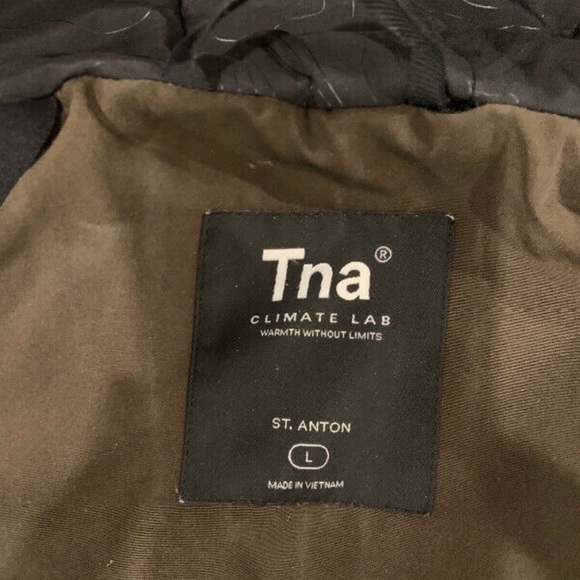 Tna®
CLIMATE LAB
WARMTH WITHOUT LIMITS
ST. ANTON
L
MADE IN VIETNAM